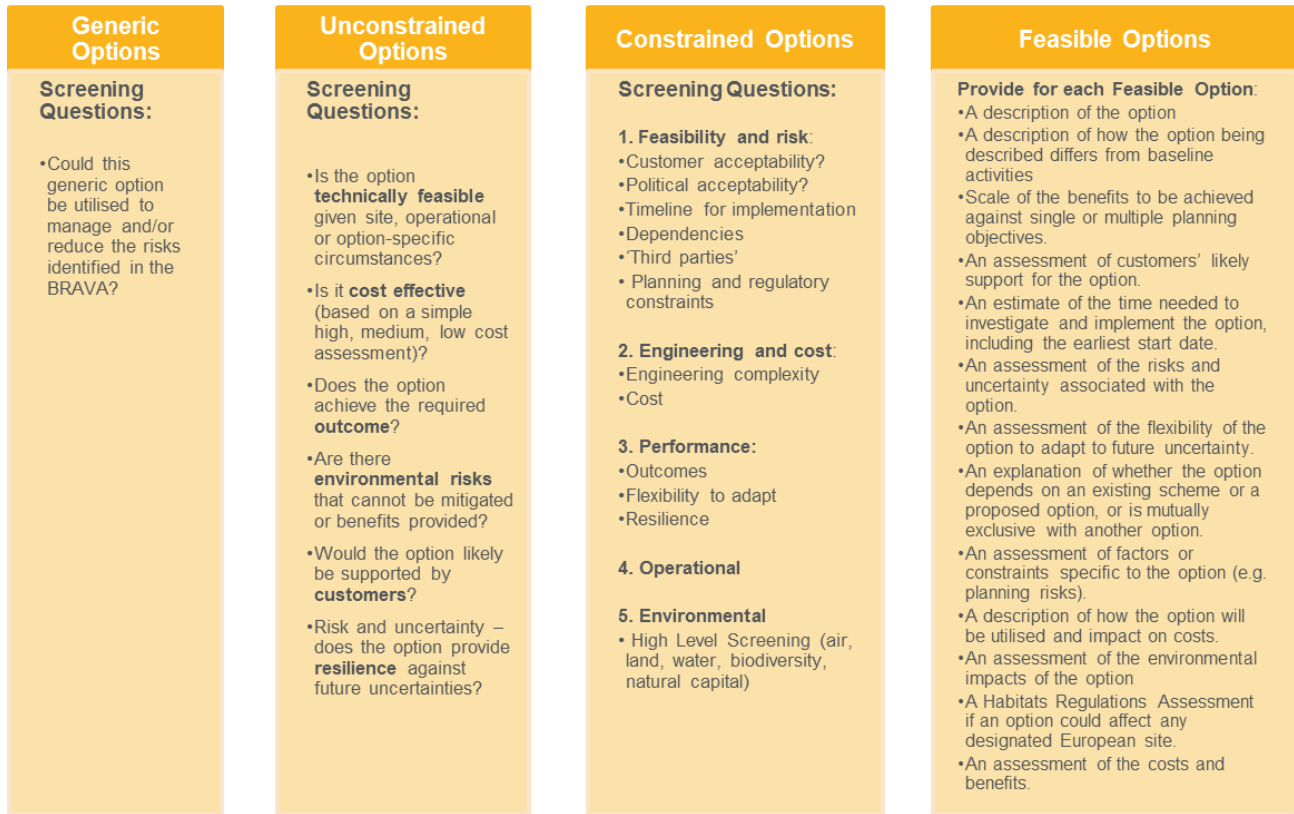 Generic
Options
Screening
Questions:
•Could this
generic option
be utilised to
manage and/or
reduce the risks
identified in the
BRAVA?
Unconstrained
Options
Screening
Questions:
•Is the option
technically feasible
given site, operational
or option-specific
circumstances?
•Is it cost effective
(based on a simple
high, medium, low cost
assessment)?
•Does the option
achieve the required
outcome?
•Are there
environmental risks
that cannot be mitigated
or benefits provided?
•Would the option likely
be supported by
customers?
•Risk and uncertainty –
does the option provide
resilience against
future uncertainties?
Constrained Options
Screening Questions:
1. Feasibility and risk:
•Customer acceptability?
•Political acceptability?
•Timeline for implementation
•Dependencies
•‘Third parties’
• Planning and regulatory
constraints
2. Engineering and cost:
•Engineering complexity
•Cost
3. Performance:
•Outcomes
•Flexibility to adapt
•Resilience
4. Operational
5. Environmental
• High Level Screening (air,
land, water, biodiversity,
natural capital)
Feasible Options
Provide for each Feasible Option:
•A description of the option
•A description of how the option being
described differs from baseline
activities
•Scale of the benefits to be achieved
against single or multiple planning
objectives.
•An assessment of customers’ likely
support for the option.
•An estimate of the time needed to
investigate and implement the option,
including the earliest start date.
•An assessment of the risks and
uncertainty associated with the
option.
•An assessment of the flexibility of the
option to adapt to future uncertainty.
•An explanation of whether the option
depends on an existing scheme or a
proposed option, or is mutually
exclusive with another option.
•An assessment of factors or
constraints specific to the option (e.g.
planning risks).
•A description of how the option will
be utilised and impact on costs.
•An assessment of the environmental
impacts of the option
•A Habitats Regulations Assessment
if an option could affect any
designated European site.
•An assessment of the costs and
benefits.